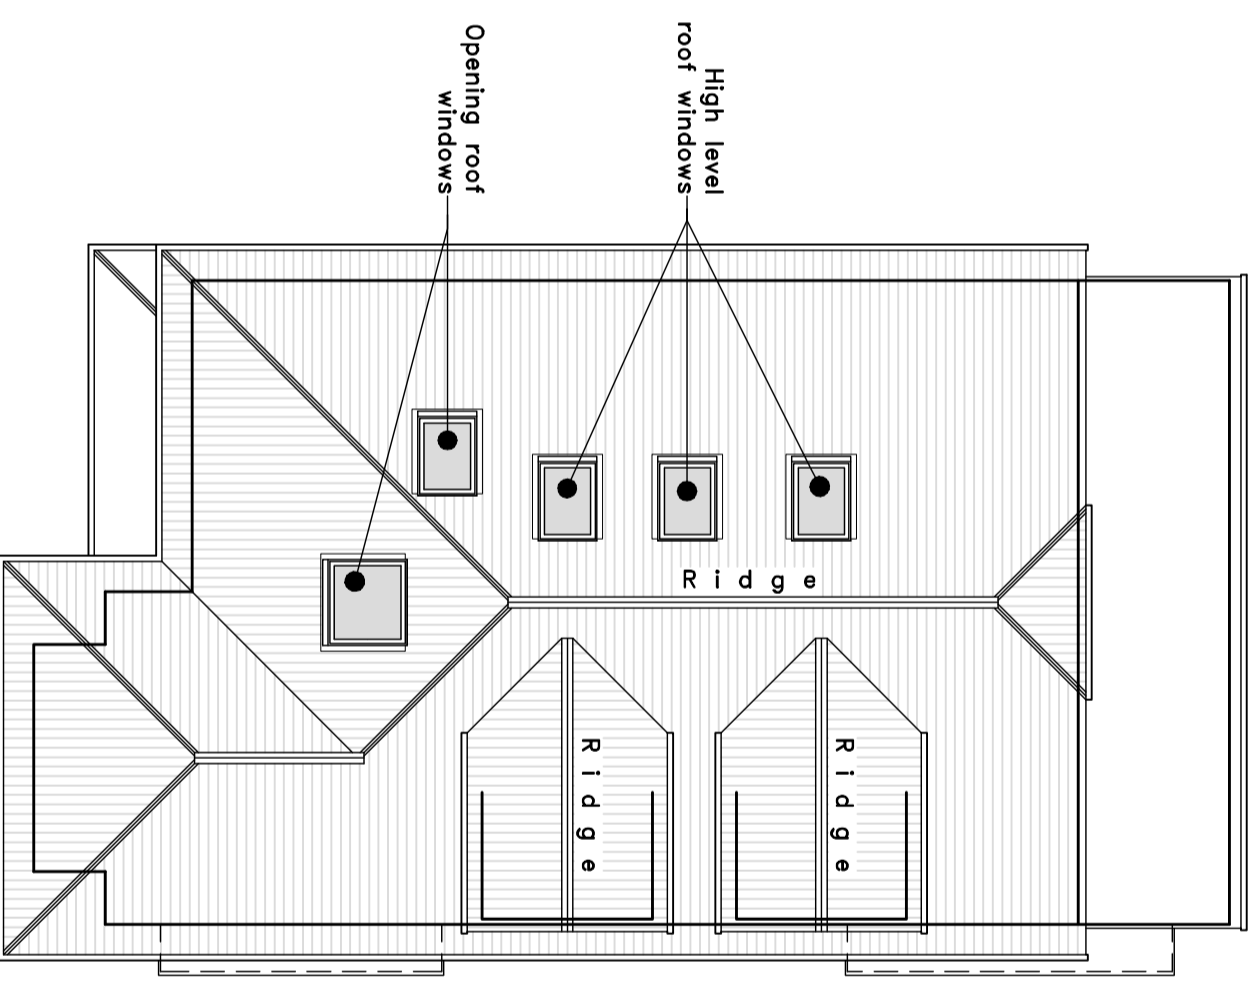 Opening roof
windows
High level
roof windows
Ridge
Ridge
Ridge